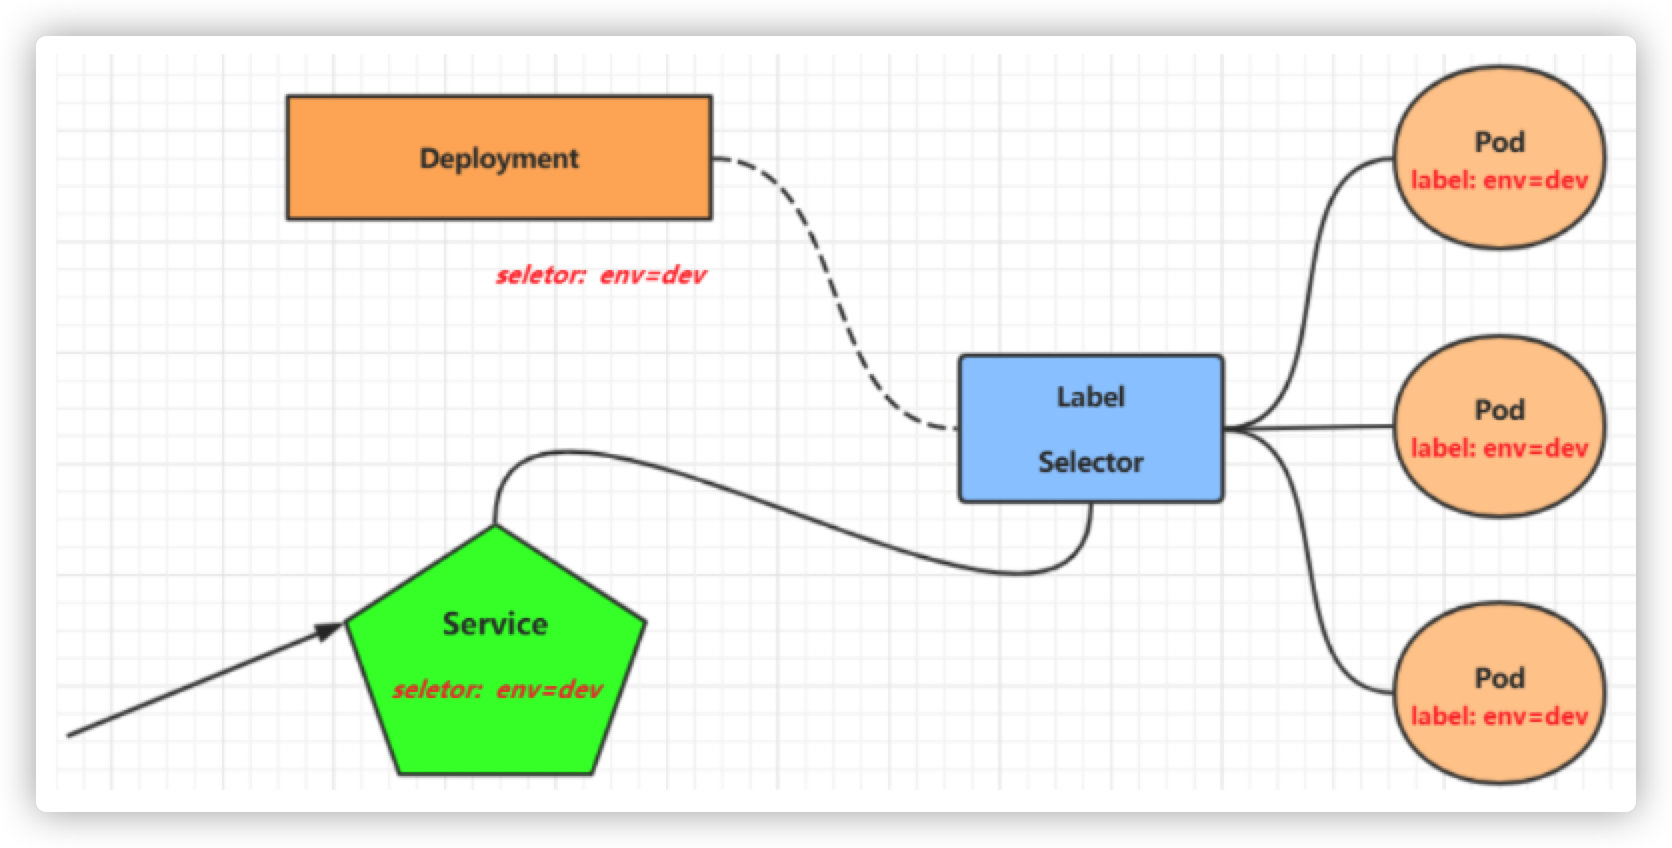 Deployment
seletor: env=dev
Label
Selector
Service
seletor: env=dev
Pod
label: env=dev
Pod
label: env=dev
Pod
label: env=dev